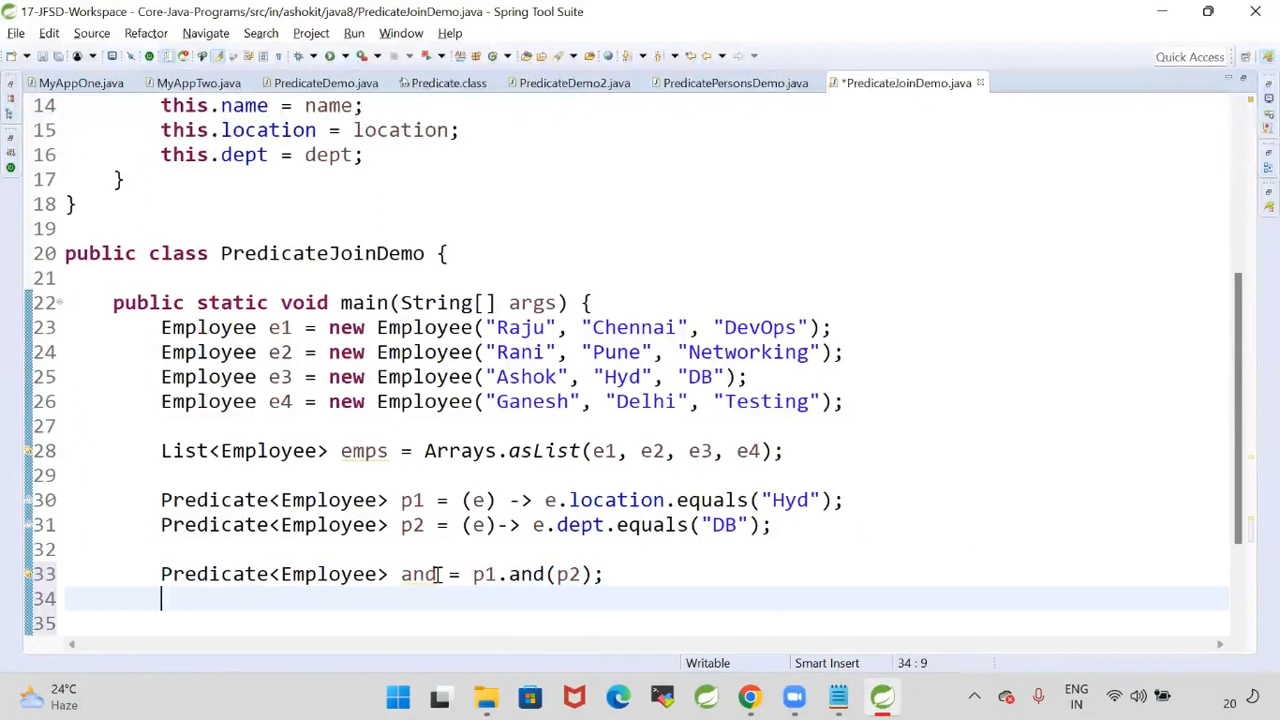 17-JFSD-Workspace - Core-Java-Programs/src/in/ashokit/java8/PredicateJoinDemo.java - Spring Tool Suite
File Edit Source Refactor Navigate Search Project Run Window Help
Quick Access
MyAppOne.java MyAppTwo.java PredicateDemo.java Predicate.class PredicateDemo2.java PredicatePersonsDemo.java *PredicateJoinDemo.java
14 this.name = name;
15 this.location = location;
16 this.dept = dept;
17 }
18 }
19
20 public class PredicateJoinDemo {
21
22 public static void main(String[] args) {
23 Employee e1 = new Employee("Raju", "Chennai", "DevOps");
24 Employee e2 = new Employee("Rani", "Pune", "Networking");
25 Employee e3 = new Employee("Ashok", "Hyd", "DB");
26 Employee e4 = new Employee("Ganesh", "Delhi", "Testing");
27
28 List<Employee> emps = Arrays.asList(e1, e2, e3, e4);
29
30 Predicate<Employee> p1 = (e) -> e.location.equals("Hyd");
31 Predicate<Employee> p2 = (e)-> e.dept.equals("DB");
32
33 Predicate<Employee> and = p1.and(p2);
34
35
Writable Smart Insert 34 : 9
24°C
Haze
ENG
IN
20